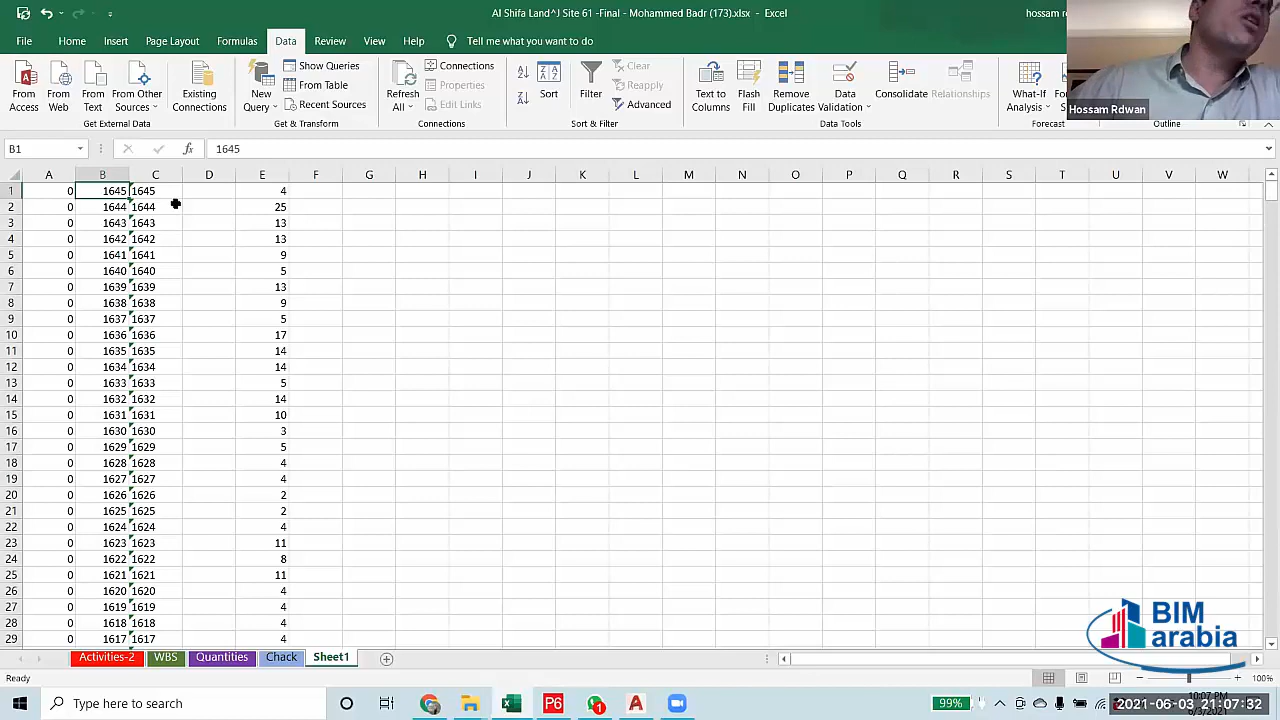 Al Shifa Land^J Site 61 -Final - Mohammed Badr (173).xlsx - Excel
hossam r
File Home Insert Page Layout Formulas Data Review View Help Tell me what you want to do
From Access From Web From Text From Other Sources Existing Connections New Query Show Queries From Table Recent Sources Refresh All Connections Properties Edit Links Sort Filter Clear Reapply Advanced Text to Columns Flash Fill Remove Duplicates Data Validation Consolidate Relationships What-If Analysis
Get External Data Get & Transform Connections Sort & Filter Data Tools Forecast Outline
Hossam Rdwan
B1 fx 1645
A B C D E F G H I J K L M N O P Q R S T U V W
1 0 1645 1645 4
2 0 1644 1644 25
3 0 1643 1643 13
4 0 1642 1642 13
5 0 1641 1641 9
6 0 1640 1640 5
7 0 1639 1639 13
8 0 1638 1638 9
9 0 1637 1637 5
10 0 1636 1636 17
11 0 1635 1635 14
12 0 1634 1634 14
13 0 1633 1633 5
14 0 1632 1632 14
15 0 1631 1631 10
16 0 1630 1630 3
17 0 1629 1629 5
18 0 1628 1628 4
19 0 1627 1627 4
20 0 1626 1626 2
21 0 1625 1625 2
22 0 1624 1624 4
23 0 1623 1623 11
24 0 1622 1622 8
25 0 1621 1621 11
26 0 1620 1620 4
27 0 1619 1619 4
28 0 1618 1618 4
29 0 1617 1617 4
BIM
arabia
Activities-2 WBS Quantities Chack Sheet1
Ready 100%
Type here to search P6 99%
10:07 PM
2021-06-03 21:07:32